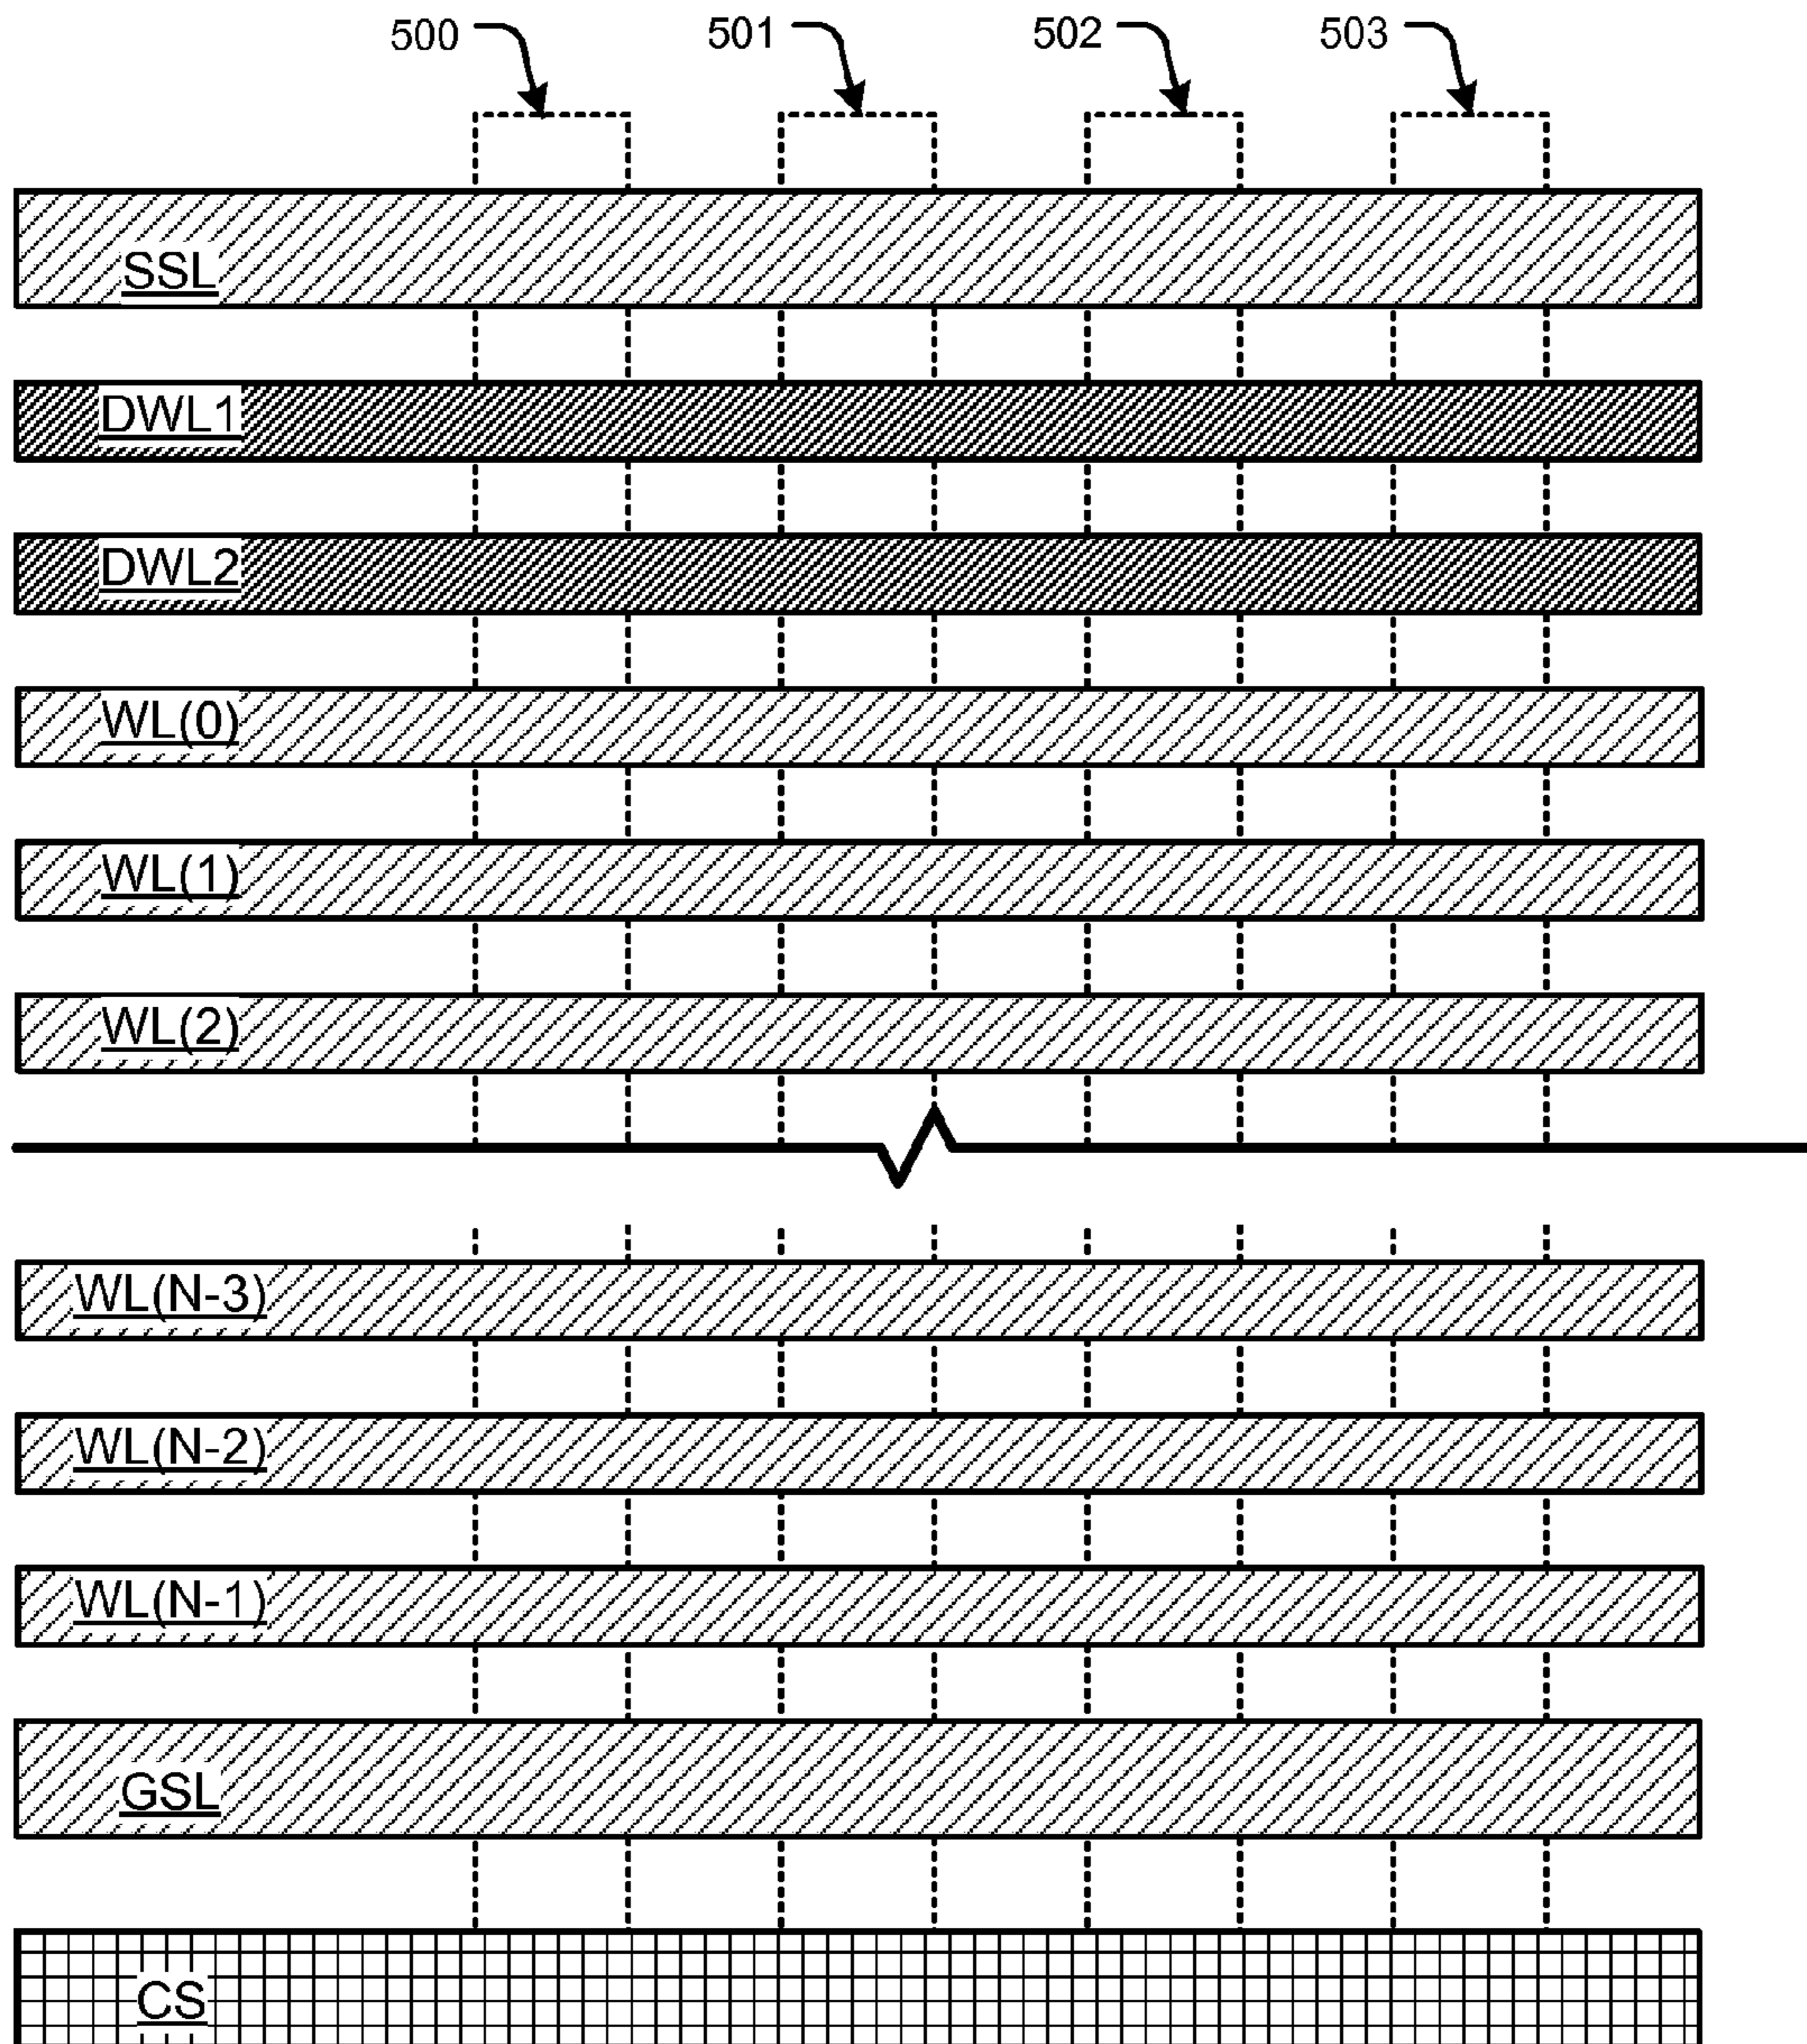 500 501 502 503
SSL
DWL1
DWL2
WL(0)
WL(1)
WL(2)
WL(N-3)
WL(N-2)
WL(N-1)
GSL
CS